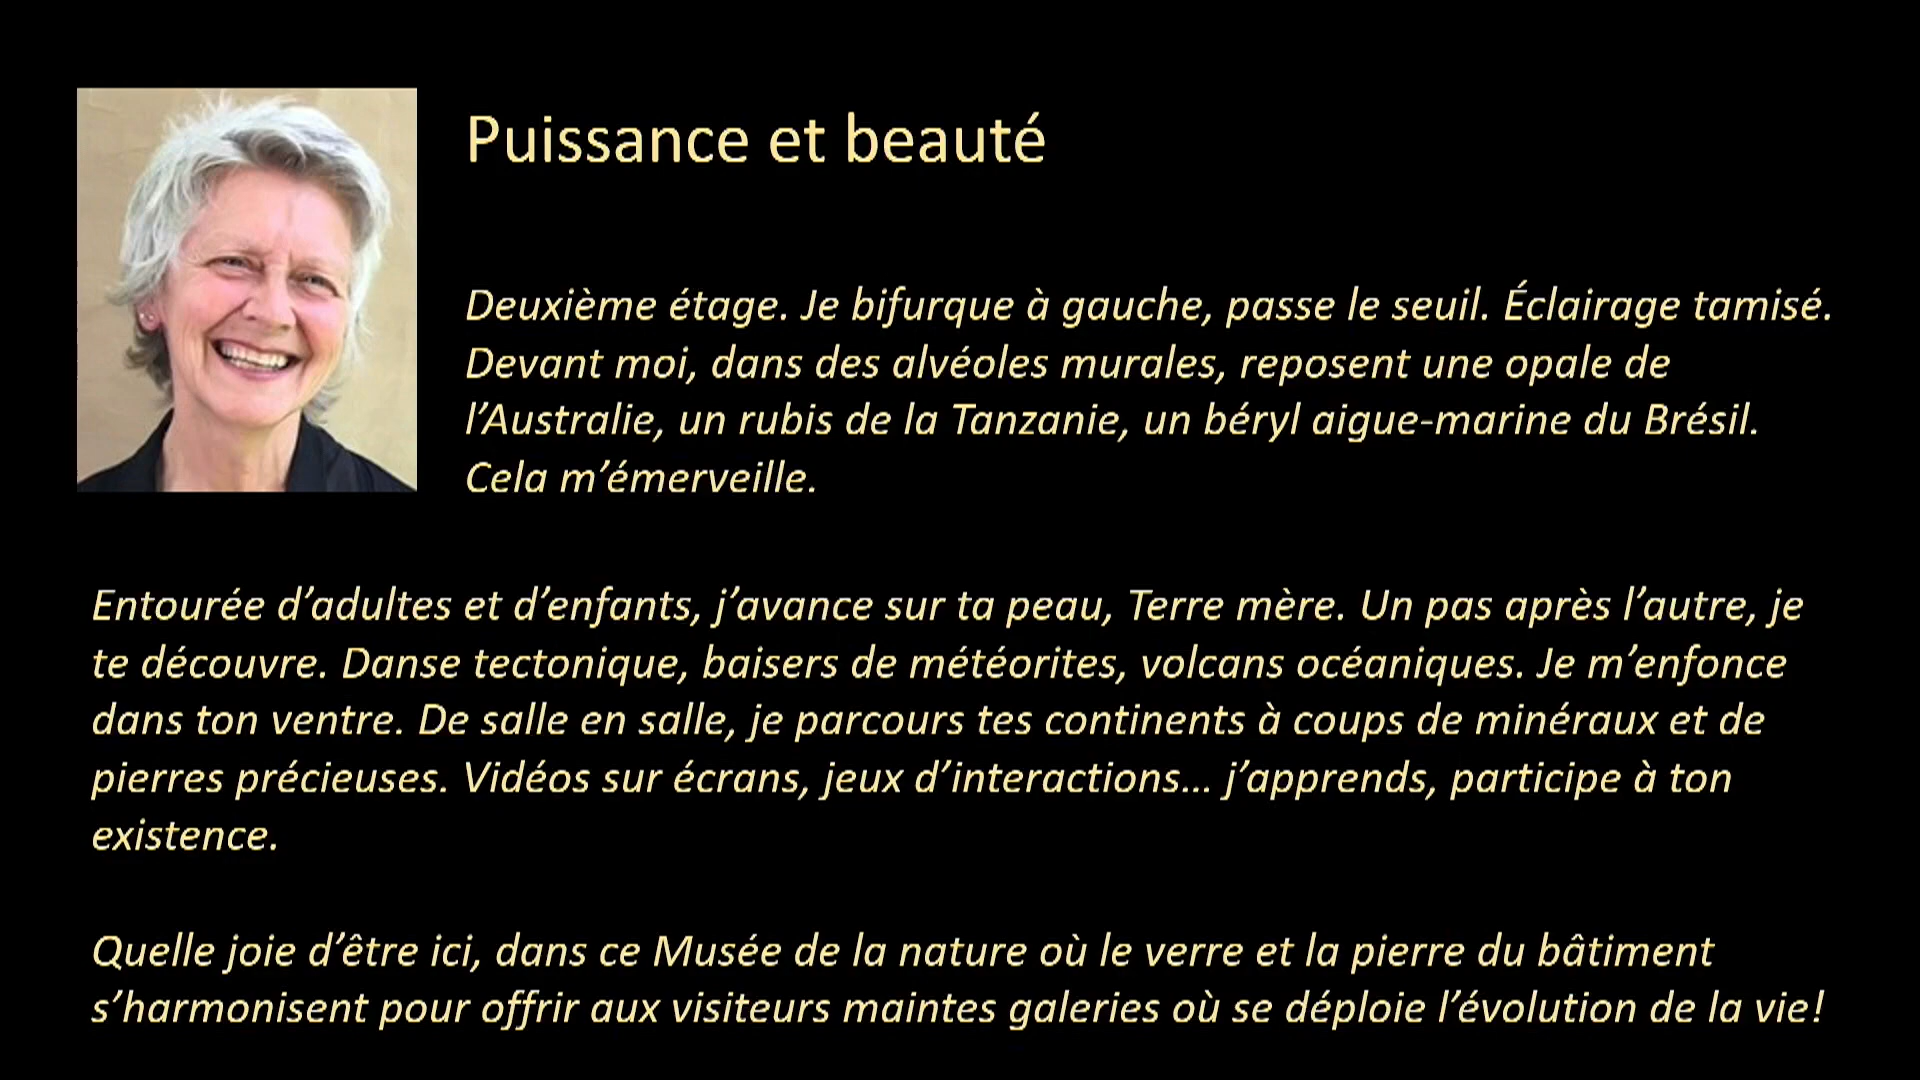 Puissance et beauté
Deuxième étage. Je bifurque à gauche, passe le seuil. Éclairage tamisé.
Devant moi, dans des alvéoles murales, reposent une opale de
l’Australie, un rubis de la Tanzanie, un béryl aigue-marine du Brésil.
Cela m’émerveille.
Entourée d’adultes et d’enfants, j’avance sur ta peau, Terre mère. Un pas après l’autre, je
te découvre. Danse tectonique, baisers de météorites, volcans océaniques. Je m’enfonce
dans ton ventre. De salle en salle, je parcours tes continents à coups de minéraux et de
pierres précieuses. Vidéos sur écrans, jeux d’interactions… j’apprends, participe à ton
existence.
Quelle joie d’être ici, dans ce Musée de la nature où le verre et la pierre du bâtiment
s’harmonisent pour offrir aux visiteurs maintes galeries où se déploie l’évolution de la vie!